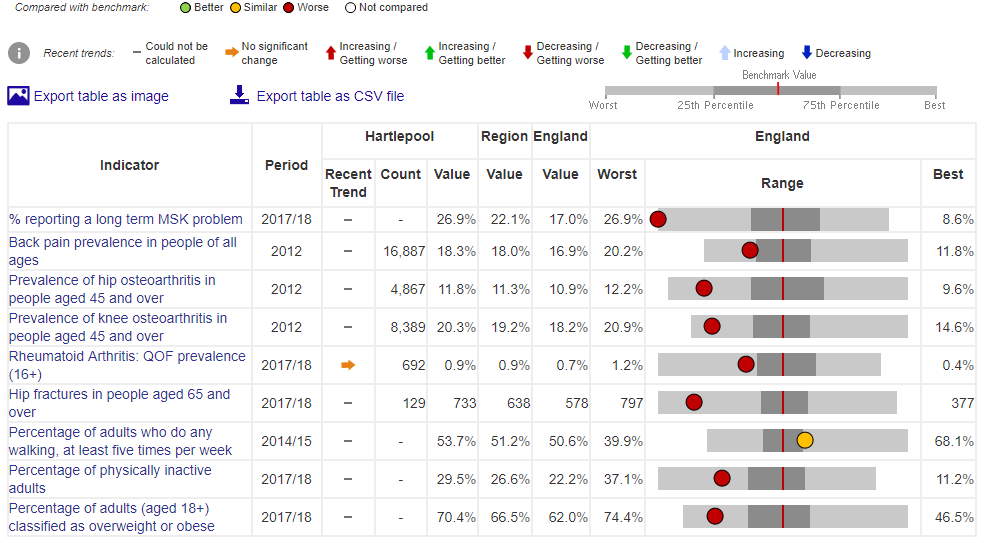 Compared with benchmark: Better Similar Worse Not compared
Recent trends: Could not be calculated No significant change Increasing / Getting worse Increasing / Getting better Decreasing / Getting worse Decreasing / Getting better Increasing Decreasing
Benchmark Value
Export table as image Export table as CSV file
Worst 25th Percentile 75th Percentile Best
Hartlepool Region England England
Indicator Period Recent Trend Count Value Value Value Worst Range Best
% reporting a long term MSK problem 2017/18 – - 26.9% 22.1% 17.0% 26.9% 8.6%
Back pain prevalence in people of all
ages 2012 – 16,887 18.3% 18.0% 16.9% 20.2% 11.8%
Prevalence of hip osteoarthritis in
people aged 45 and over 2012 – 4,867 11.8% 11.3% 10.9% 12.2% 9.6%
Prevalence of knee osteoarthritis in
people aged 45 and over 2012 – 8,389 20.3% 19.2% 18.2% 20.9% 14.6%
Rheumatoid Arthritis: QOF prevalence
(16+) 2017/18 692 0.9% 0.9% 0.7% 1.2% 0.4%
Hip fractures in people aged 65 and
over 2017/18 – 129 733 638 578 797 377
Percentage of adults who do any
walking, at least five times per week 2014/15 – - 53.7% 51.2% 50.6% 39.9% 68.1%
Percentage of physically inactive
adults 2017/18 – - 29.5% 26.6% 22.2% 37.1% 11.2%
Percentage of adults (aged 18+)
classified as overweight or obese 2017/18 – - 70.4% 66.5% 62.0% 74.4% 46.5%